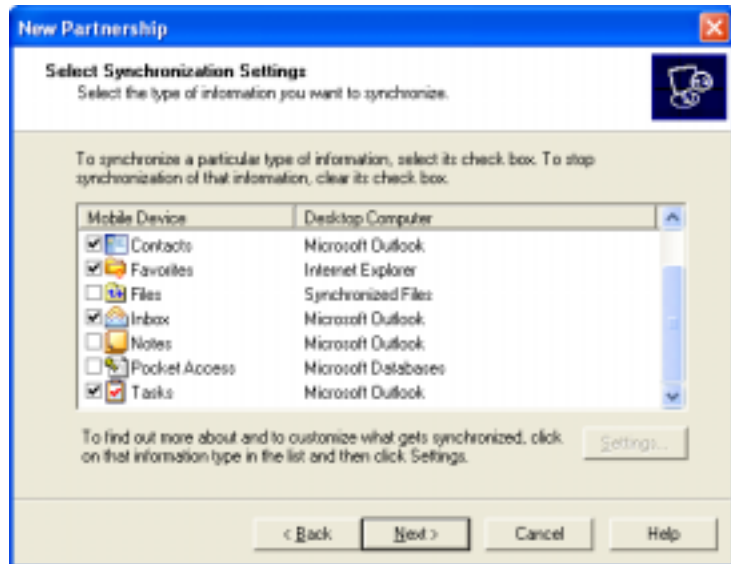 New Partnership
Select Synchronization Settings
Select the type of information you want to synchronize.
To synchronize a particular type of information, select its check box. To stop
synchronization of that information, clear its check box.
Mobile Device Desktop Computer
Contacts Microsoft Outlook
Favorites Internet Explorer
Files Synchronized Files
Inbox Microsoft Outlook
Notes Microsoft Outlook
Pocket Access Microsoft Databases
Tasks Microsoft Outlook
To find out more about and to customize what gets synchronized, click
on that information type in the list and then click Settings.
Settings...
< Back Next > Cancel Help